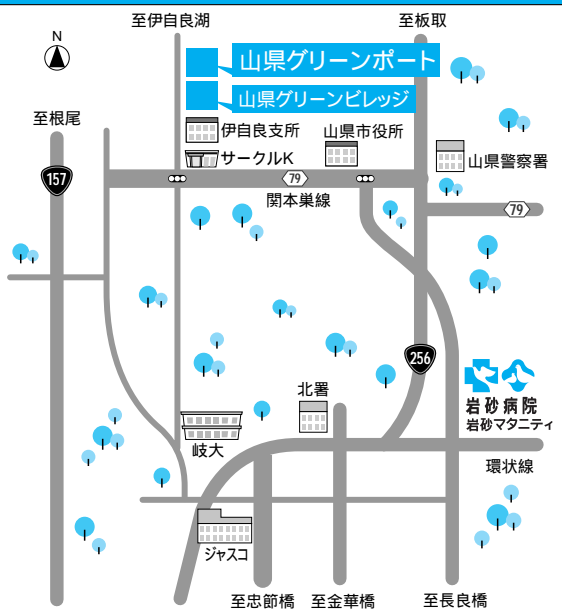 至伊自良湖
至板取
N
山県グリーンポート
山県グリーンビレッジ
至根尾
伊自良支所
山県市役所
サークルK
山県警察署
157
79
関本巣線
79
256
北署
岩砂病院
岩砂マタニティ
岐大
環状線
ジャスコ
至忠節橋
至金華橋
至長良橋